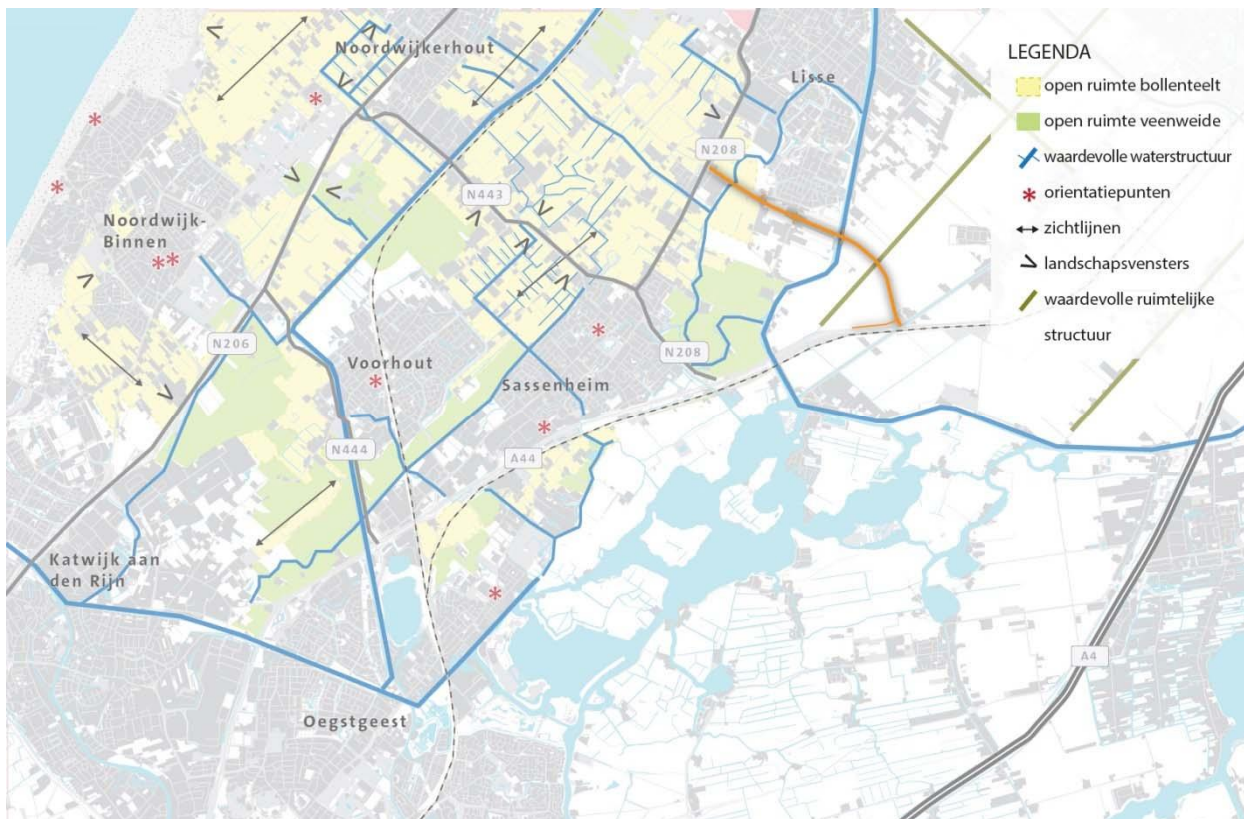 Noordwijkerhout
Lisse
LEGENDA
open ruimte bollenteelt
open ruimte veenweide
waardevolle waterstructuur
orientatiepunten
zichtlijnen
landschapsvensters
waardevolle ruimtelijke
structuur
N208
N443
Noordwijk-
Binnen
N206
Voorhout
N208
Sassenheim
N444
A44
Katwijk aan
den Rijn
A4
Oegstgeest